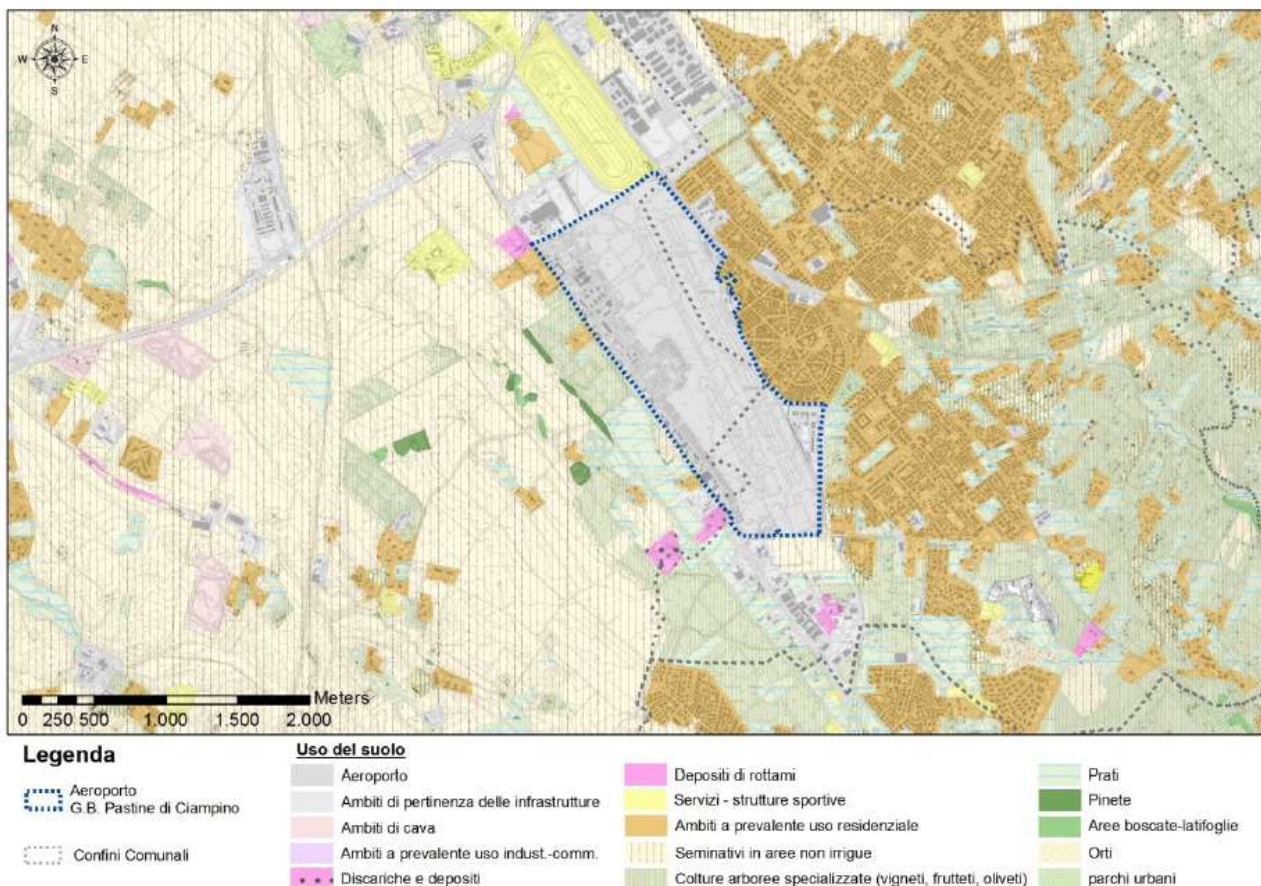 N
W E
S
Meters
0 250 500 1.000 1.500 2.000
Legenda
Aeroporto
G.B. Pastine di Ciampino
Confini Comunali
Uso del suolo
Aeroporto
Ambiti di pertinenza delle infrastrutture
Ambiti di cava
Ambiti a prevalente uso indust.-comm.
Discariche e depositi
Depositi di rottami
Servizi - strutture sportive
Ambiti a prevalente uso residenziale
Seminativi in aree non irrigue
Colture arboree specializzate (vigneti, frutteti, oliveti)
Prati
Pinete
Aree boscate-latifoglie
Orti
parchi urbani